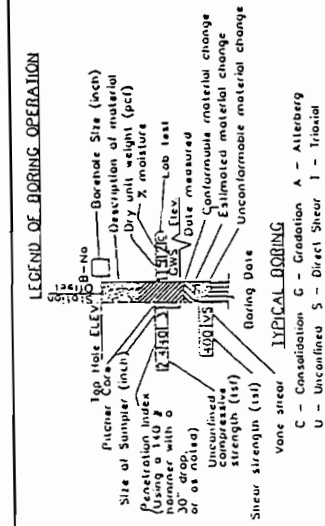 LEGEND OF BORING OPERATION
B-No
Borehole Size (inch)
Top Hole ELEV.
Description of material
Pitcher Core
Dry unit weight (pcf)
Size of Sampler (inch)
% moisture
Lab test
Penetration Index
(Using a 140 #
hammer with a
30" drop
or as noted)
GWS Elev.
Date measured
Conformable material change
Estimated material change
Unconformable material change
Unconfined
compressive
strength (tsf)
Shear strength (tsf)
Vane shear
VS
Boring Date
TYPICAL BORING
C - Consolidation G - Gradation A - Atterberg
U - Unconfined S - Direct Shear T - Triaxial